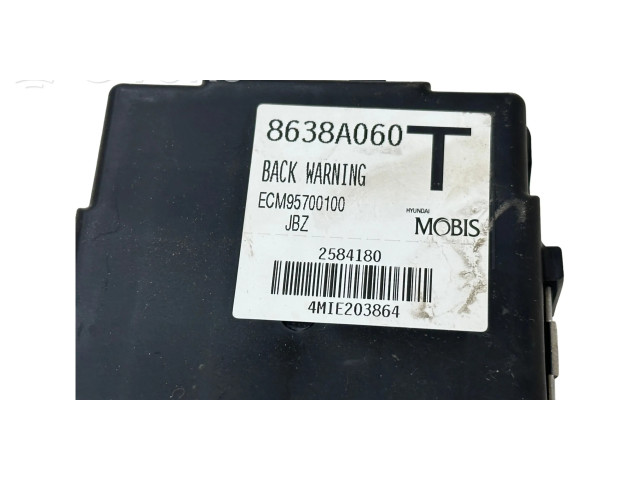 8638A060 T
BACK WARNING
ECM95700100
JBZ
HYUNDAI
MOBIS
2584180
4MIE203864